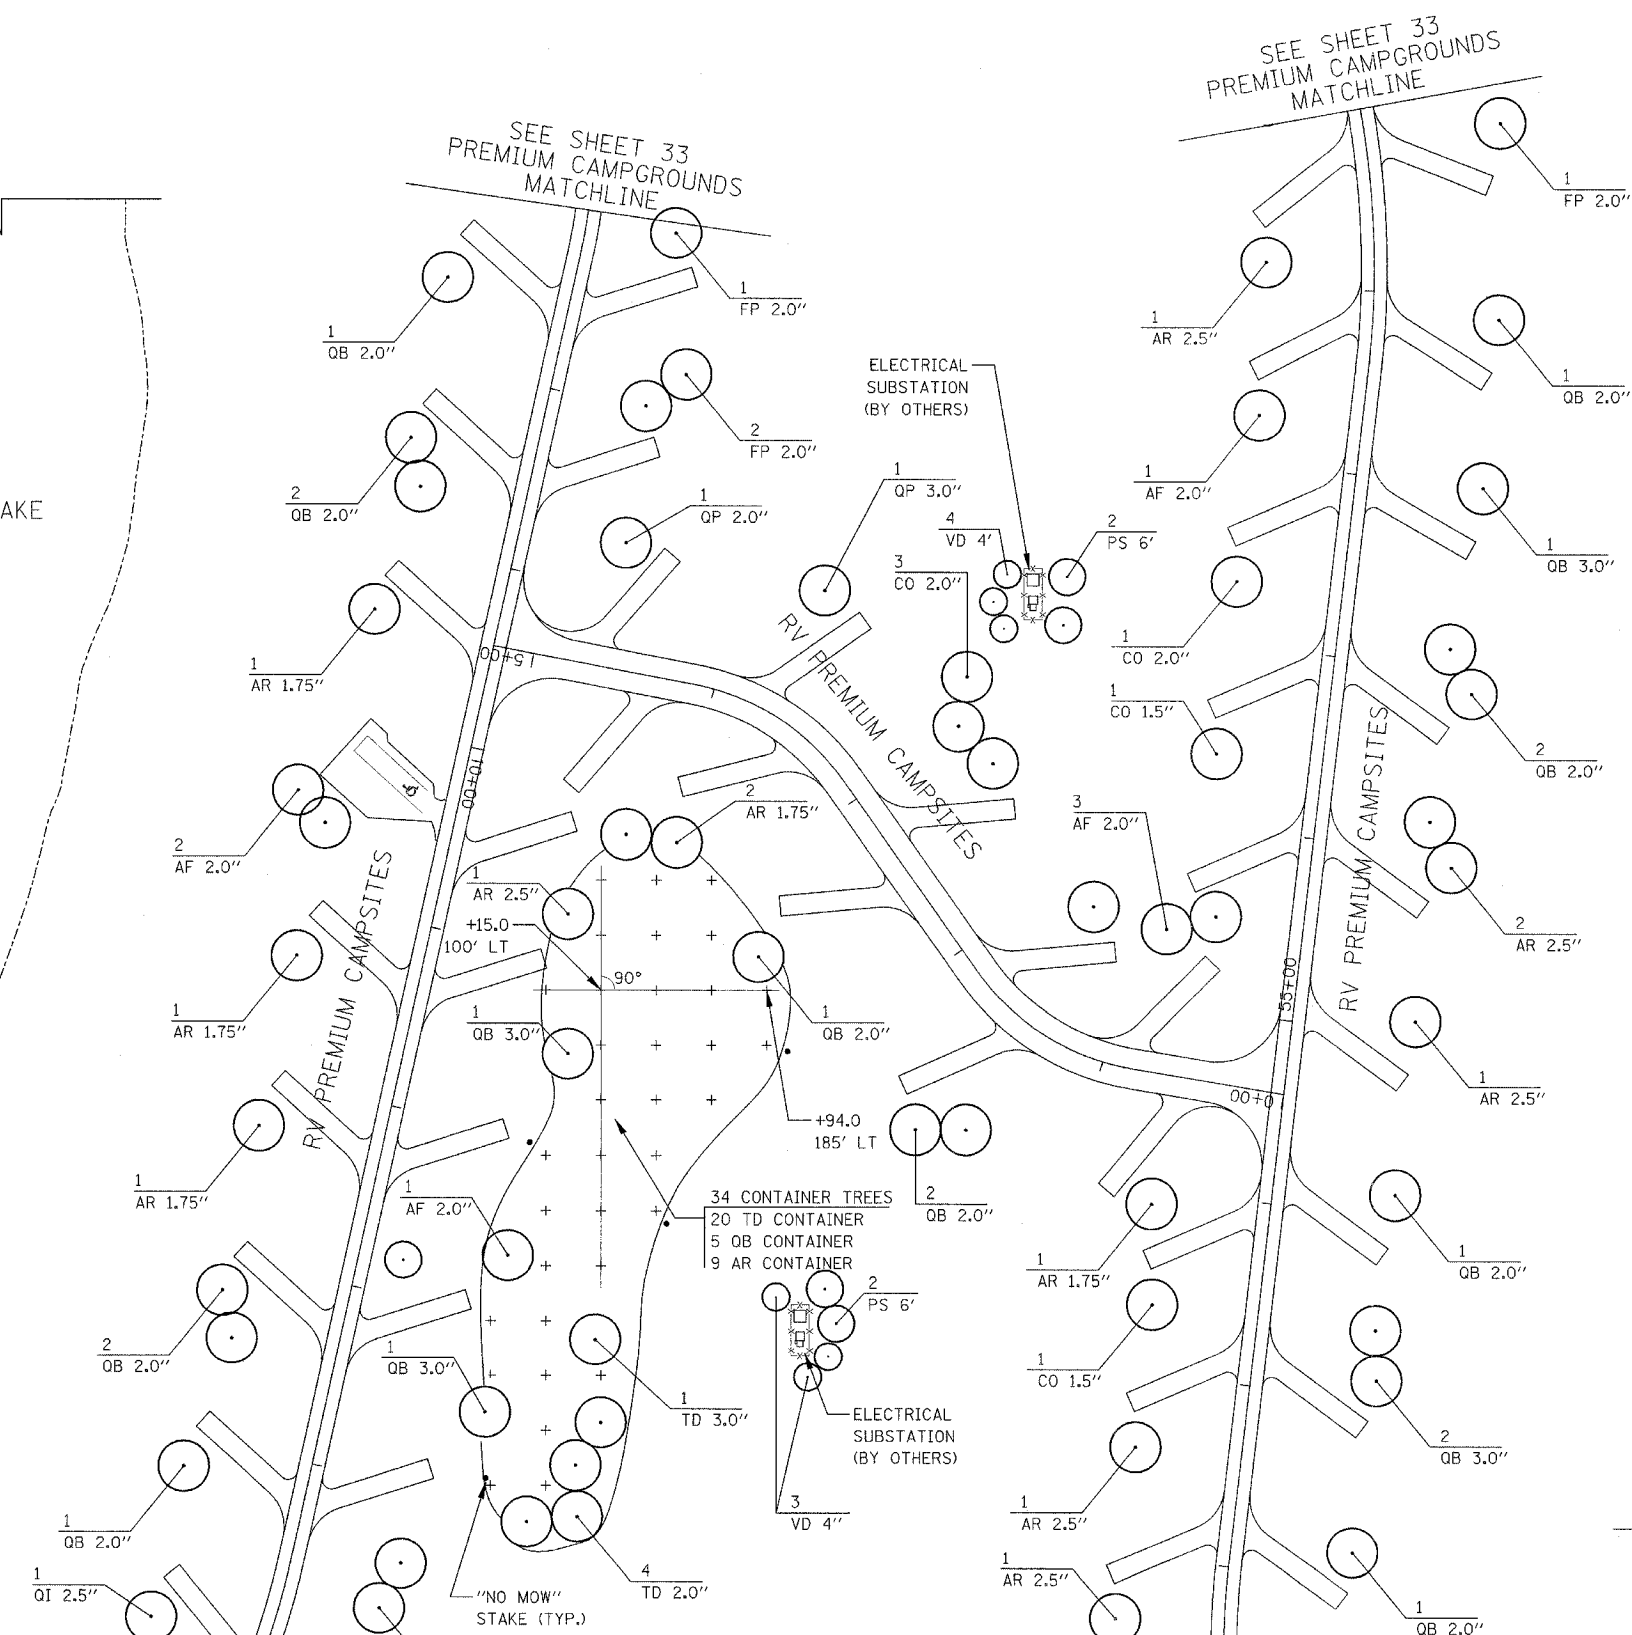 SEE SHEET 33
PREMIUM CAMPGROUNDS
MATCHLINE
SEE SHEET 33
PREMIUM CAMPGROUNDS
MATCHLINE
1
FP 2.0"
1
FP 2.0"
1
QB 2.0"
1
AR 2.5"
1
QB 2.0"
ELECTRICAL
SUBSTATION
(BY OTHERS)
2
FP 2.0"
2
QB 2.0"
1
QP 2.0"
1
QP 3.0"
4
VD 4'
2
PS 6'
3
CO 2.0"
1
AF 2.0"
1
QB 3.0"
AKE
1
CO 2.0"
1
AR 1.75"
15+00
RV PREMIUM CAMPSITES
1
CO 1.5"
2
QB 2.0"
110+00
2
AR 1.75"
3
AF 2.0"
2
AF 2.0"
1
AR 2.5"
+15.0
100' LT
90°
RV PREMIUM CAMPSITES
RV PREMIUM CAMPSITES
2
AR 2.5"
55+00
1
AR 1.75"
1
QB 3.0"
1
QB 2.0"
+94.0
185' LT
0+00
1
AR 2.5"
1
AR 1.75"
1
AF 2.0"
34 CONTAINER TREES
20 TD CONTAINER
5 QB CONTAINER
9 AR CONTAINER
2
QB 2.0"
1
AR 1.75"
1
QB 2.0"
2
PS 6'
2
QB 2.0"
1
QB 3.0"
1
TD 3.0"
ELECTRICAL
SUBSTATION
(BY OTHERS)
1
CO 1.5"
2
QB 3.0"
3
VD 4"
1
AR 2.5"
1
QB 2.0"
1
QI 2.5"
"NO MOW"
STAKE (TYP.)
4
TD 2.0"
1
AR 2.5"
1
QB 2.0"